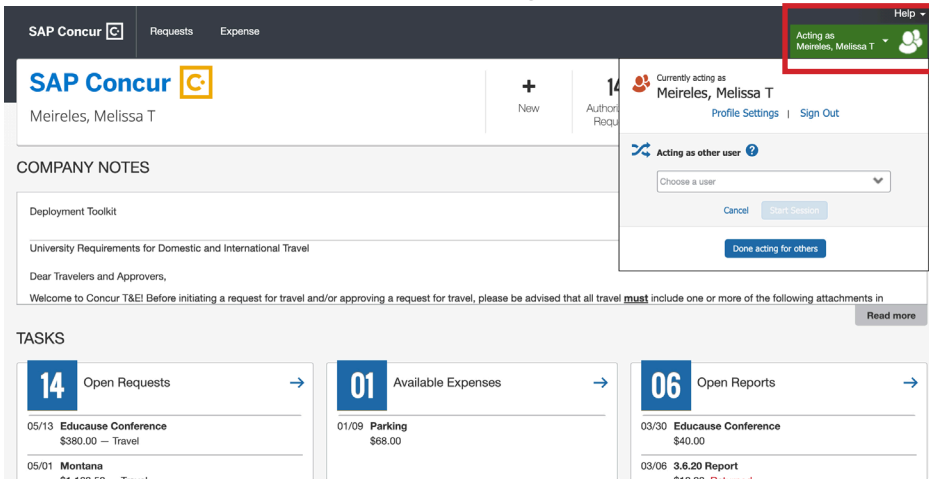 Help
SAP Concur C
Requests
Expense
Acting as
Meireles, Melissa T
SAP Concur C
Meireles, Melissa T
+
New
14
Authori
Requ
Currently acting as
Meireles, Melissa T
Profile Settings | Sign Out
Acting as other user ?
Choose a user
Cancel
Start Session
Done acting for others
COMPANY NOTES
Deployment Toolkit
University Requirements for Domestic and International Travel
Dear Travelers and Approvers,
Welcome to Concur T&E! Before initiating a request for travel and/or approving a request for travel, please be advised that all travel must include one or more of the following attachments in
Read more
TASKS
14 Open Requests →
05/13 Educause Conference
$380.00 — Travel
05/01 Montana
01 Available Expenses →
01/09 Parking
$68.00
06 Open Reports →
03/30 Educause Conference
$40.00
03/06 3.6.20 Report